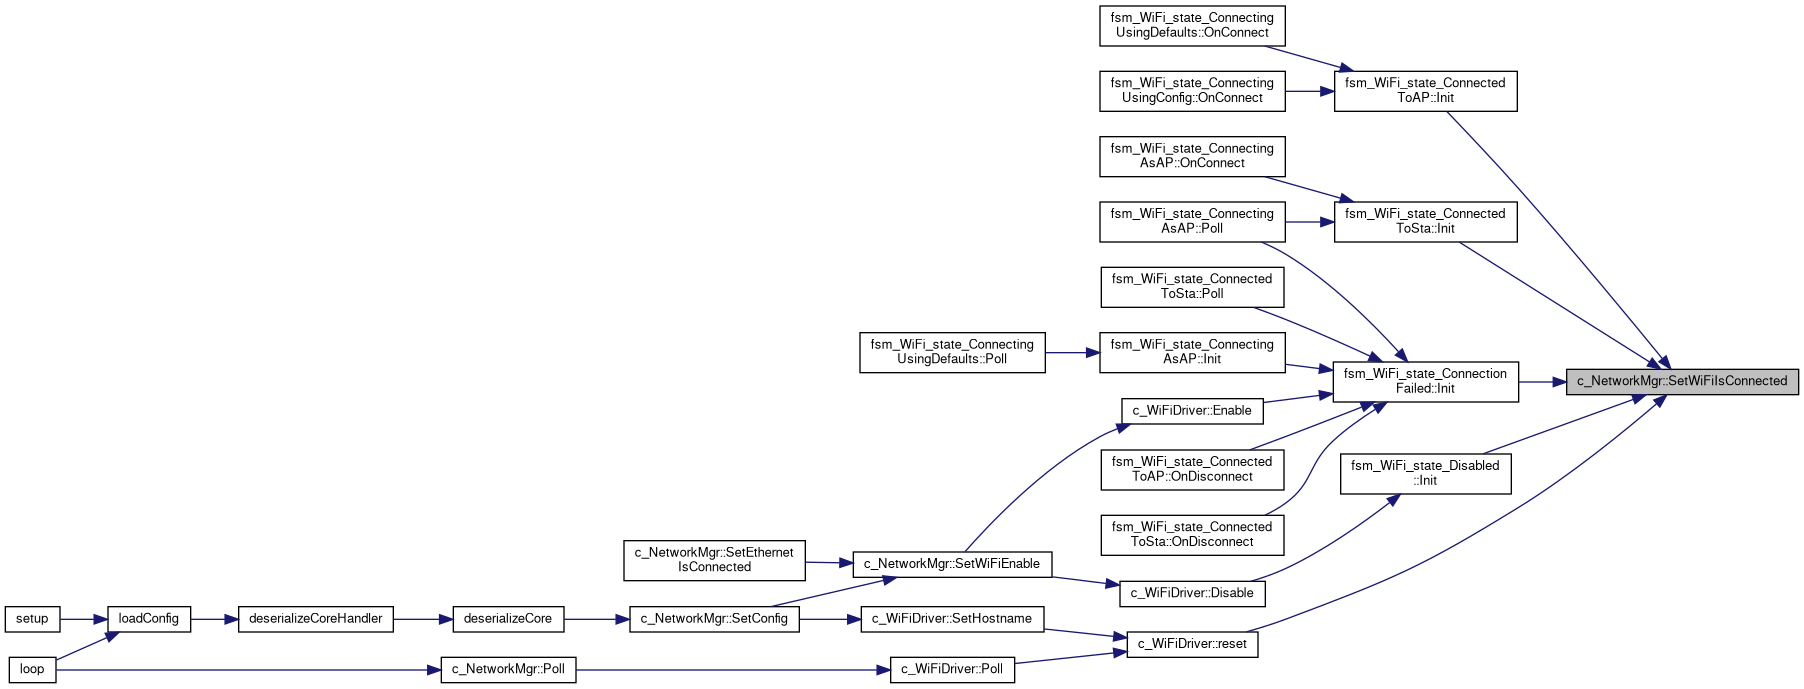 fsm_WiFi_state_Connecting
UsingDefaults::OnConnect
fsm_WiFi_state_Connecting
UsingConfig::OnConnect
fsm_WiFi_state_Connected
ToAP::Init
fsm_WiFi_state_Connecting
AsAP::OnConnect
fsm_WiFi_state_Connecting
AsAP::Poll
fsm_WiFi_state_Connected
ToSta::Init
fsm_WiFi_state_Connected
ToSta::Poll
fsm_WiFi_state_Connecting
UsingDefaults::Poll
fsm_WiFi_state_Connecting
AsAP::Init
fsm_WiFi_state_Connection
Failed::Init
c_NetworkMgr::SetWiFiIsConnected
c_WiFiDriver::Enable
fsm_WiFi_state_Connected
ToAP::OnDisconnect
fsm_WiFi_state_Disabled
::Init
fsm_WiFi_state_Connected
ToSta::OnDisconnect
c_NetworkMgr::SetEthernet
IsConnected
c_NetworkMgr::SetWiFiEnable
c_WiFiDriver::Disable
setup
loadConfig
deserializeCoreHandler
deserializeCore
c_NetworkMgr::SetConfig
c_WiFiDriver::SetHostname
c_WiFiDriver::reset
loop
c_NetworkMgr::Poll
c_WiFiDriver::Poll